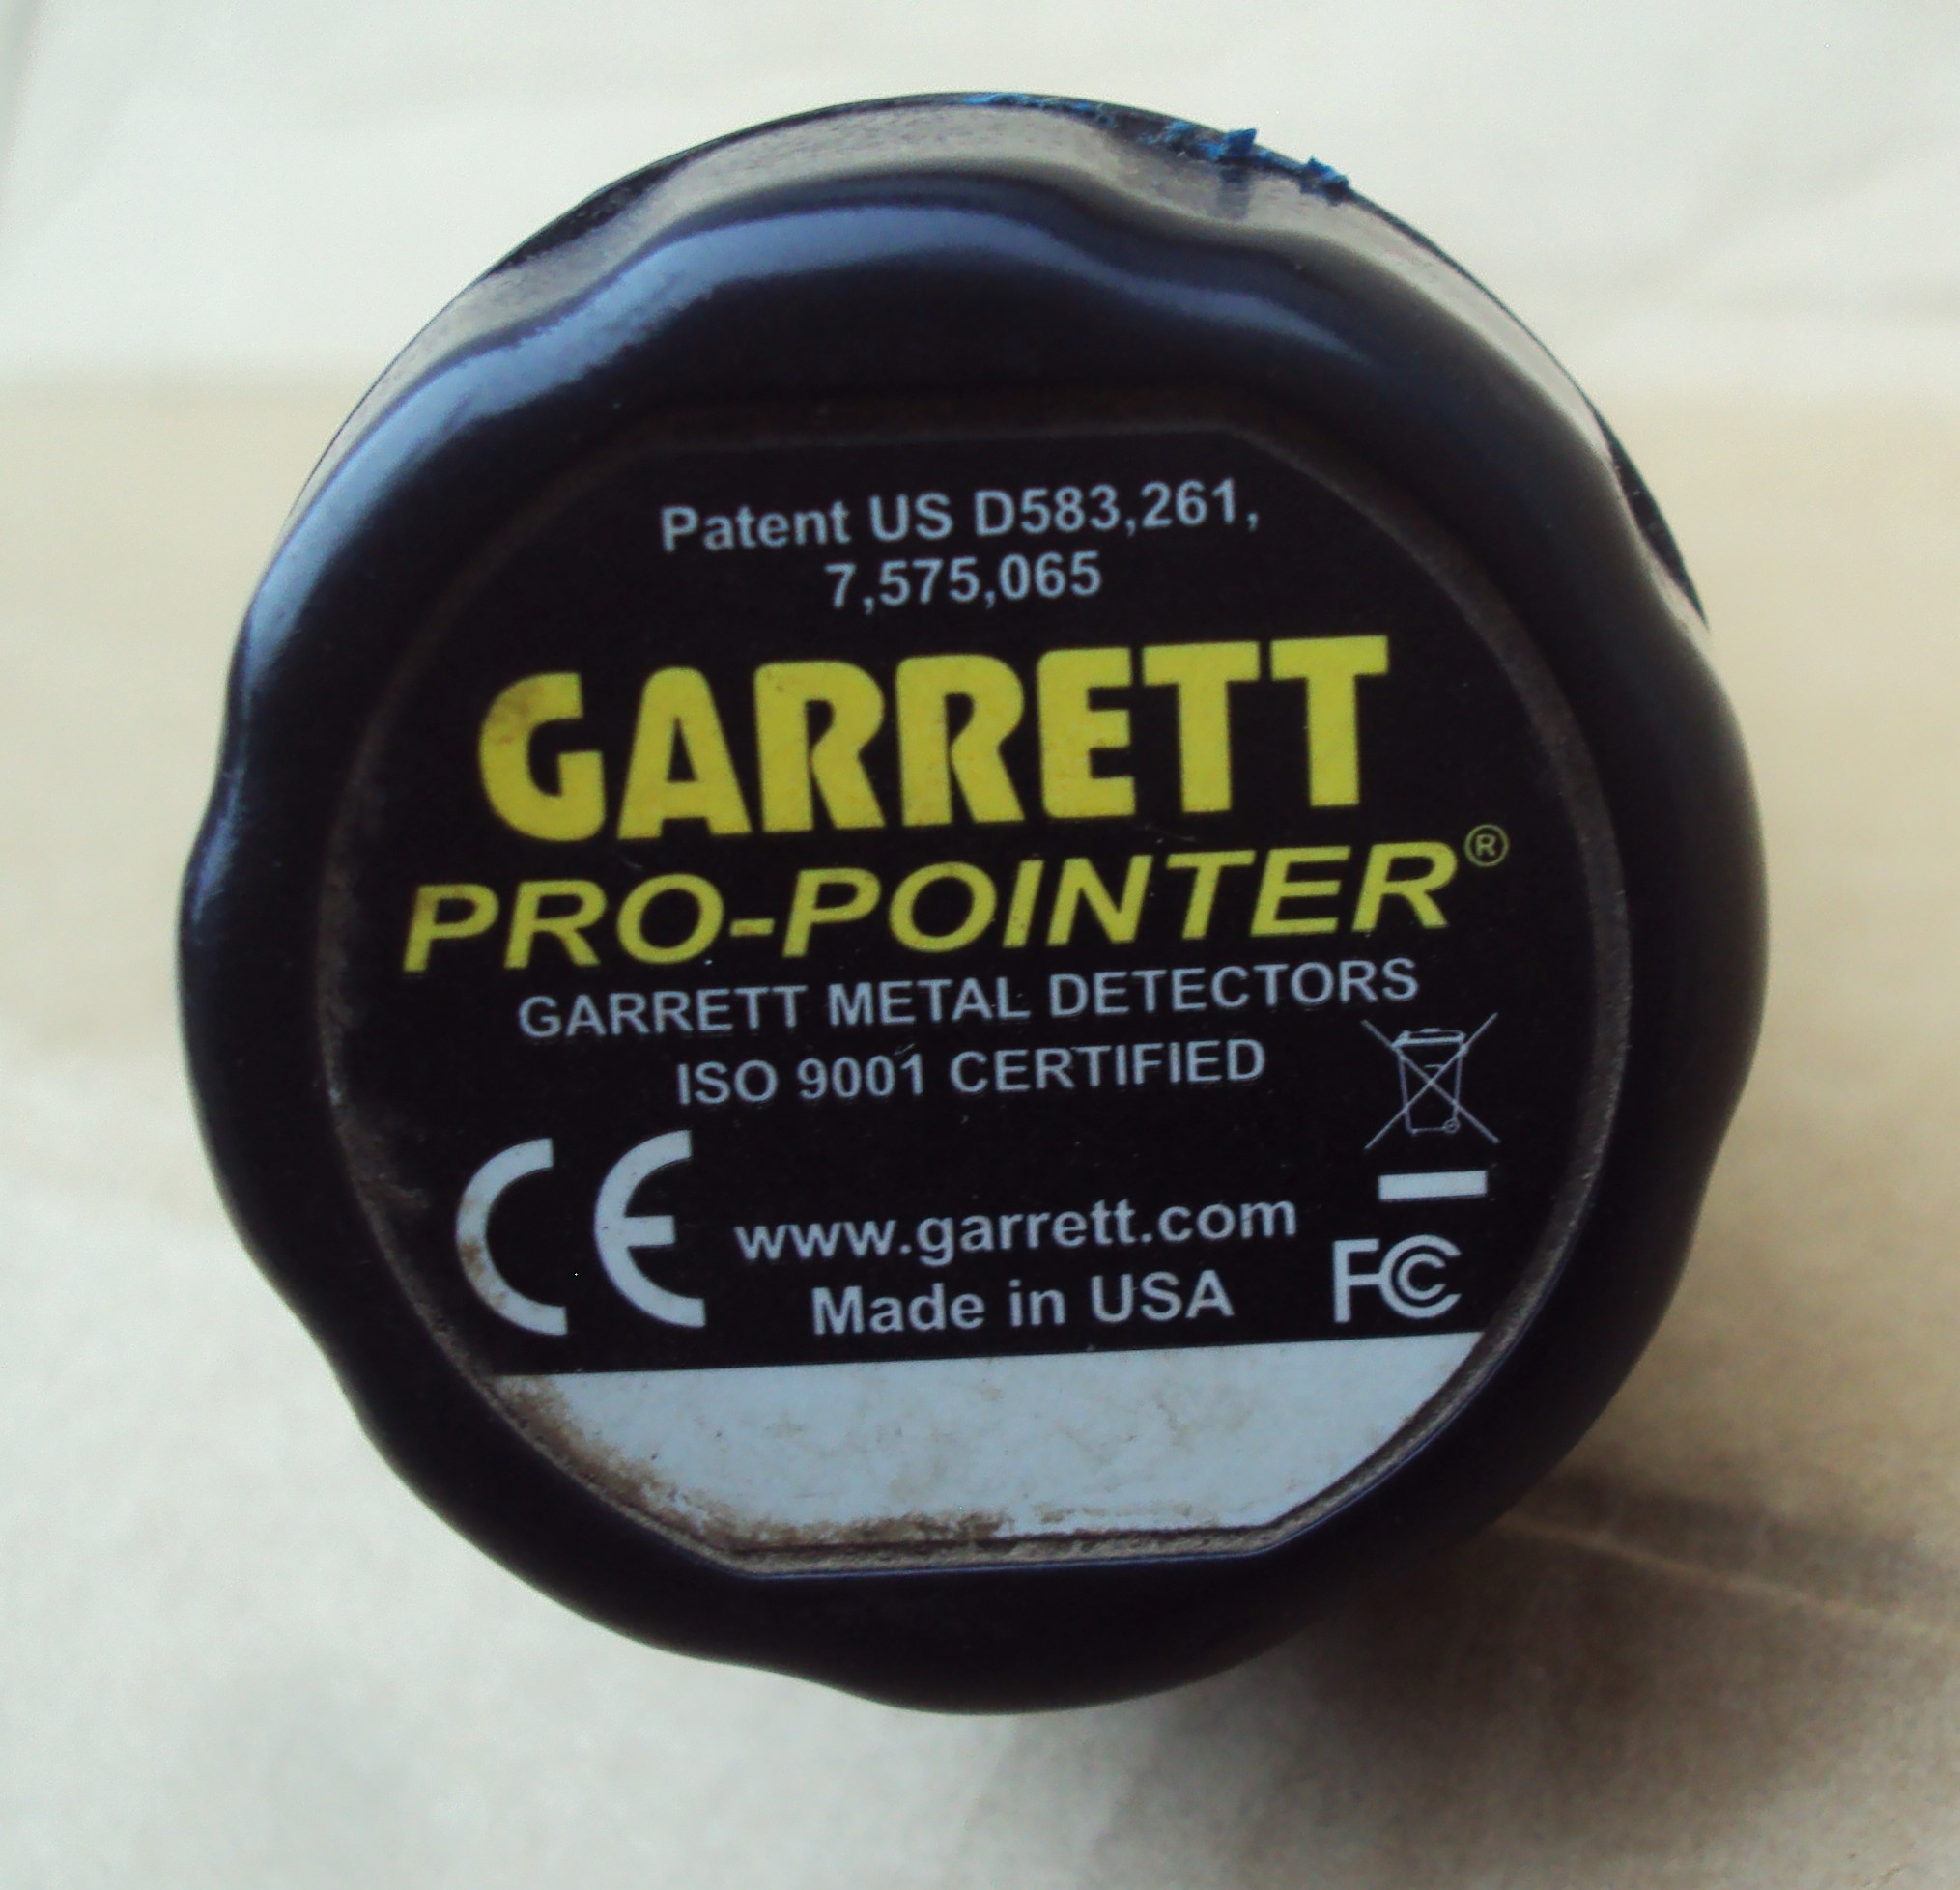 Patent US D583,261,
7,575,065
GARRETT
PRO-POINTER®
GARRETT METAL DETECTORS
ISO 9001 CERTIFIED
CE
www.garrett.com
FC
Made in USA